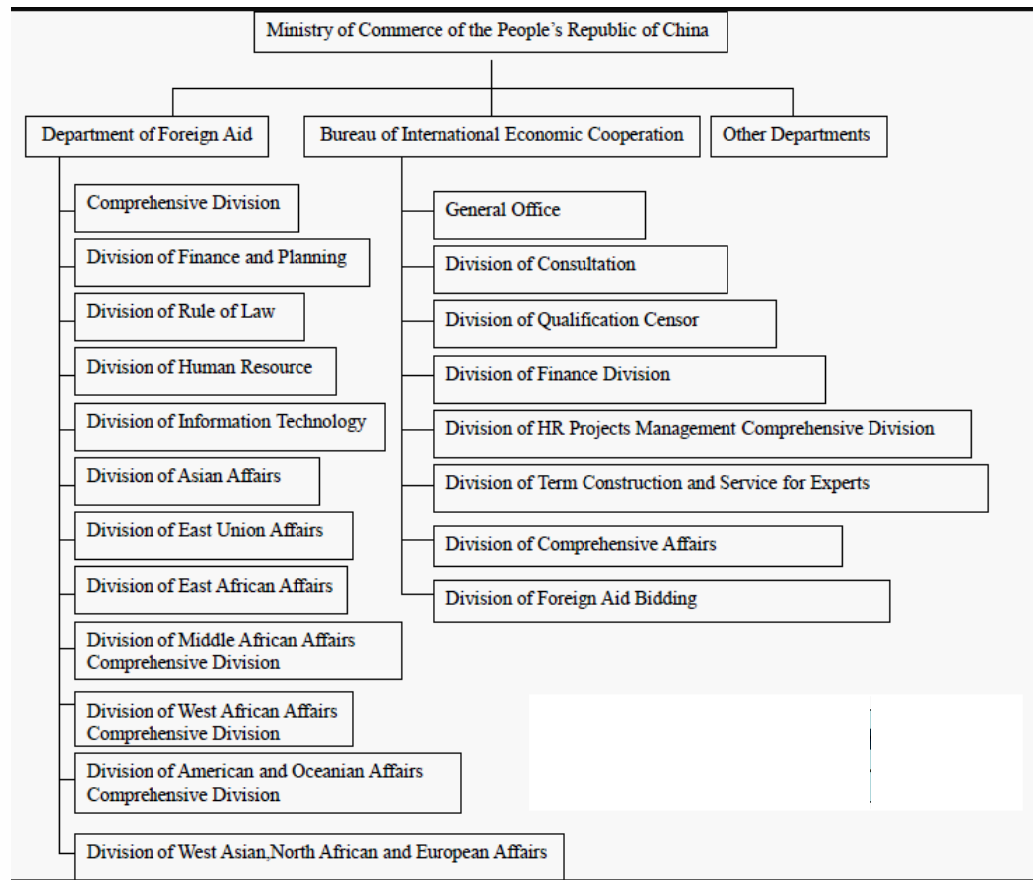 Ministry of Commerce of the People's Republic of China
Department of Foreign Aid
Bureau of International Economic Cooperation
Other Departments
Comprehensive Division
Division of Finance and Planning
Division of Rule of Law
Division of Human Resource
Division of Information Technology
Division of Asian Affairs
Division of East Union Affairs
Division of East African Affairs
Division of Middle African Affairs
Comprehensive Division
Division of West African Affairs
Comprehensive Division
Division of American and Oceanian Affairs
Comprehensive Division
Division of West Asian,North African and European Affairs
General Office
Division of Consultation
Division of Qualification Censor
Division of Finance Division
Division of HR Projects Management Comprehensive Division
Division of Term Construction and Service for Experts
Division of Comprehensive Affairs
Division of Foreign Aid Bidding